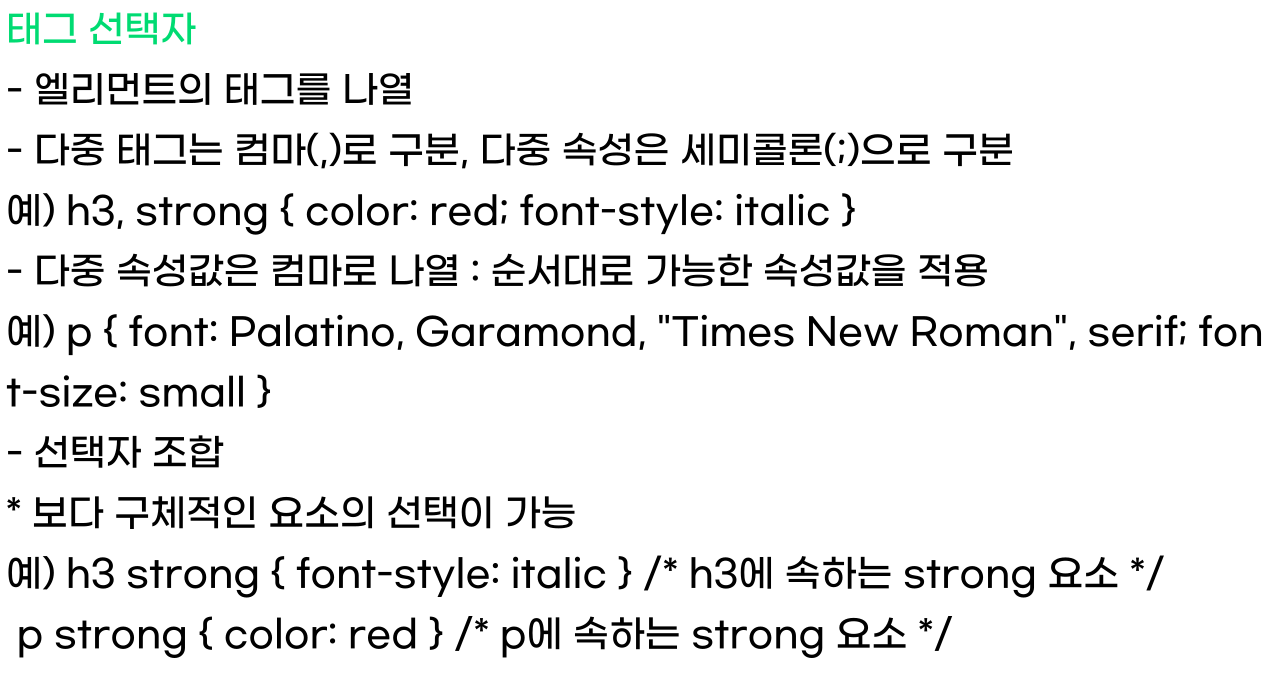 태그 선택자
- 엘리먼트의 태그를 나열
- 다중 태그는 컴마(,)로 구분, 다중 속성은 세미콜론(;)으로 구분
예) h3, strong { color: red; font-style: italic }
- 다중 속성값은 컴마로 나열 : 순서대로 가능한 속성값을 적용
예) p { font: Palatino, Garamond, "Times New Roman", serif; fon
t-size: small }
- 선택자 조합
* 보다 구체적인 요소의 선택이 가능
예) h3 strong { font-style: italic } /* h3에 속하는 strong 요소 */
p strong { color: red } /* p에 속하는 strong 요소 */